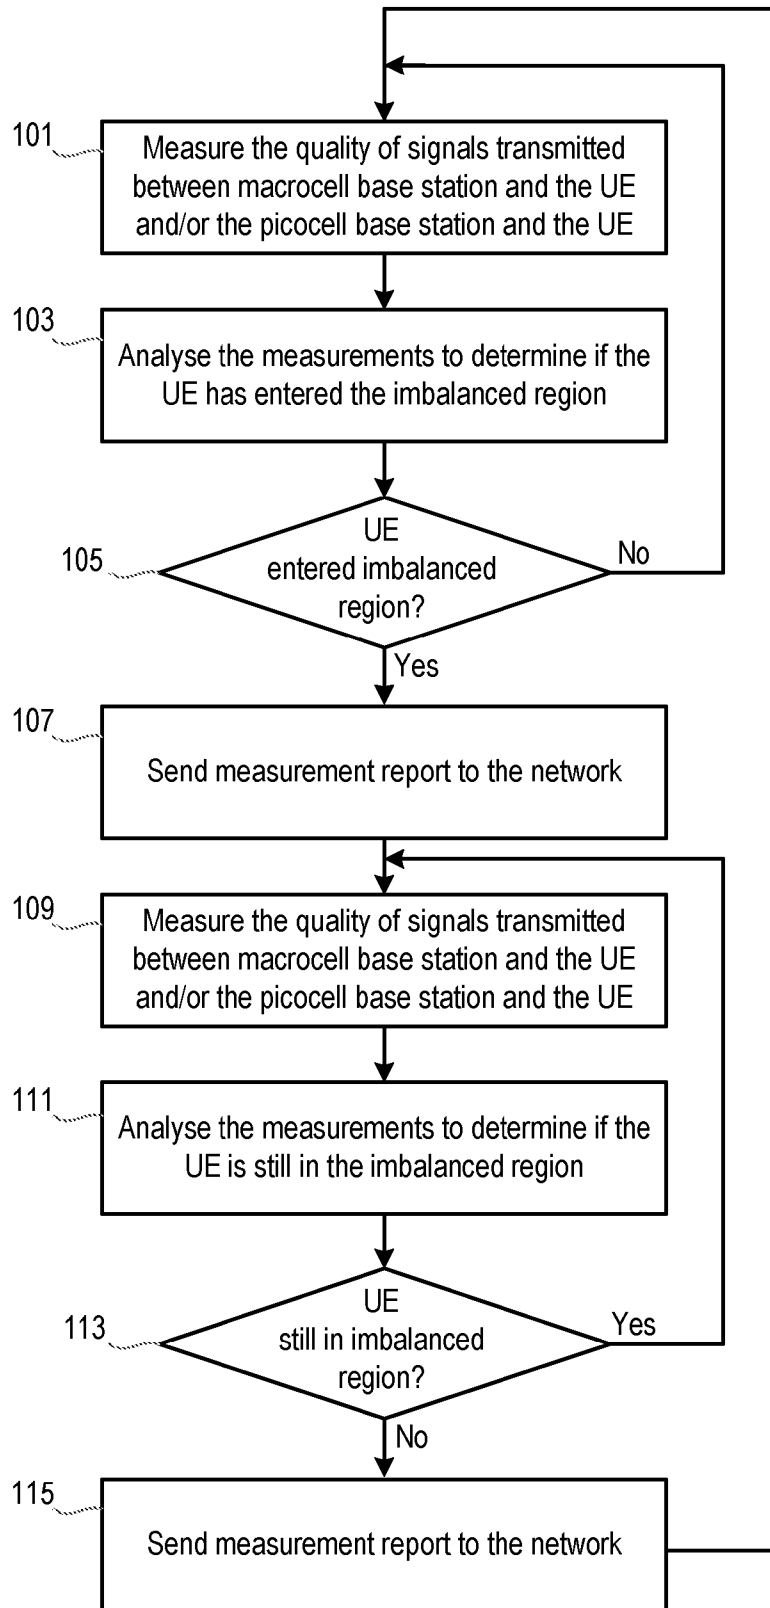 101
Measure the quality of signals transmitted
between macrocell base station and the UE
and/or the picocell base station and the UE
103
Analyse the measurements to determine if the
UE has entered the imbalanced region
105
UE
entered imbalanced
region?
No
Yes
107
Send measurement report to the network
109
Measure the quality of signals transmitted
between macrocell base station and the UE
and/or the picocell base station and the UE
111
Analyse the measurements to determine if the
UE is still in the imbalanced region
113
UE
still in imbalanced
region?
Yes
No
115
Send measurement report to the network